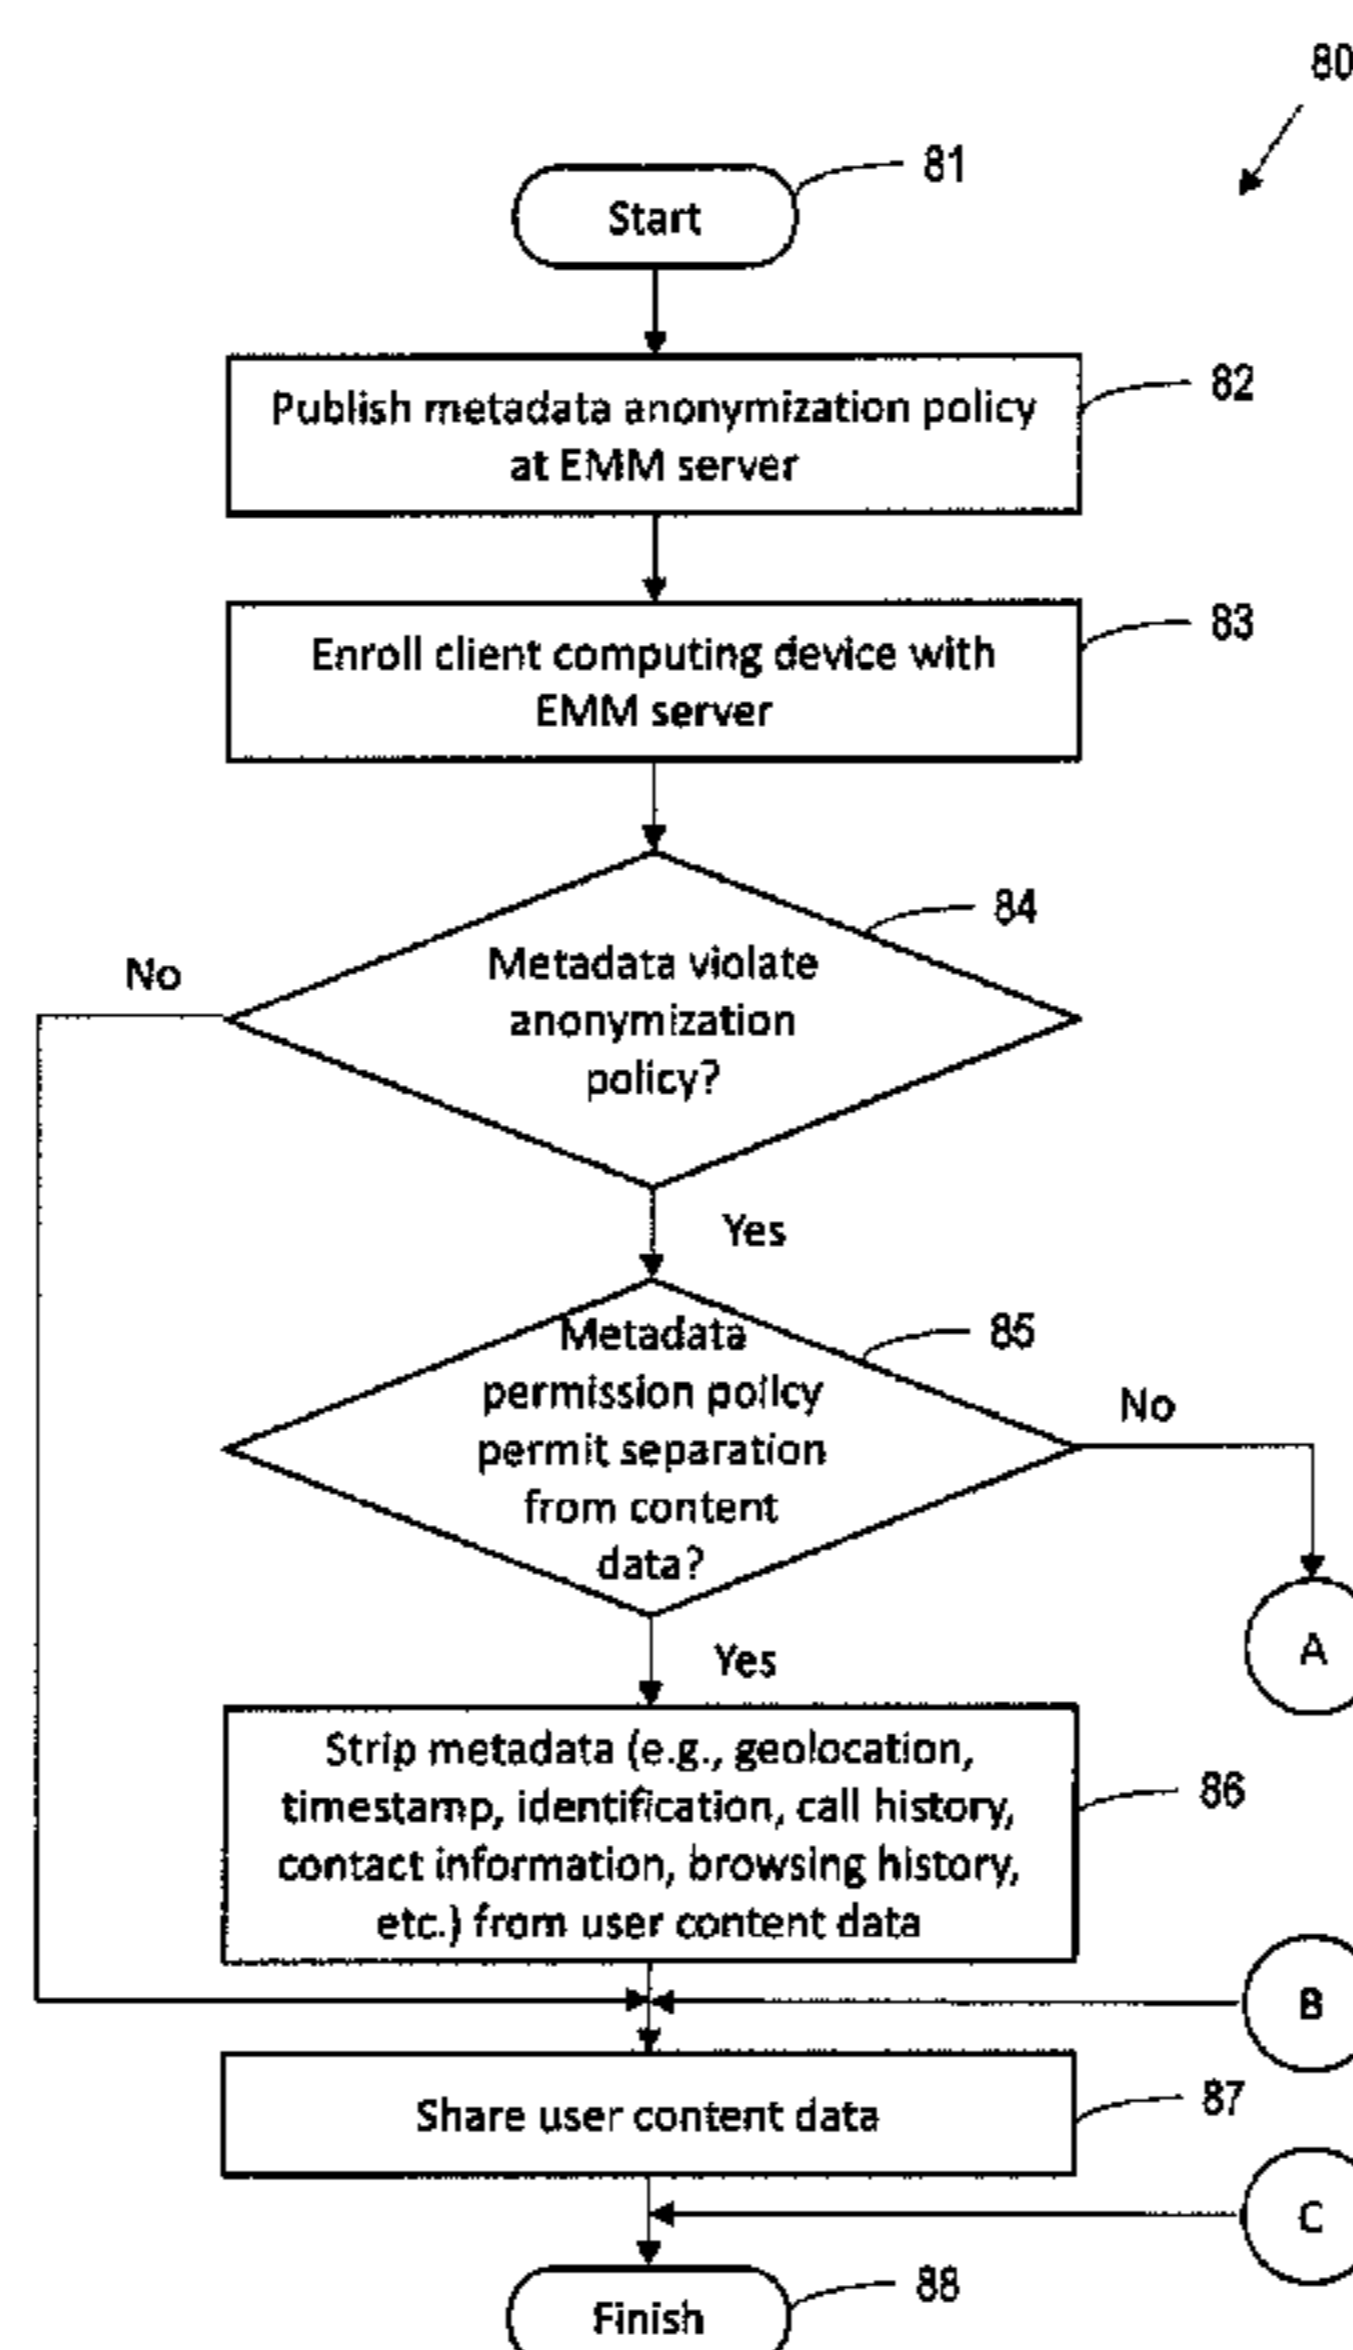 80
81
Start
82
Publish metadata anonymization policy
at EMM server
83
Enroll client computing device with
EMM server
84
No
Metadata violate
anonymization
policy?
Yes
85
Metadata
permission policy
permit separation
from content
data?
No
A
Yes
Strip metadata (e.g., geolocation,
timestamp, identification, call history,
contact information, browsing history,
etc.) from user content data
86
B
Share user content data
87
C
Finish
88